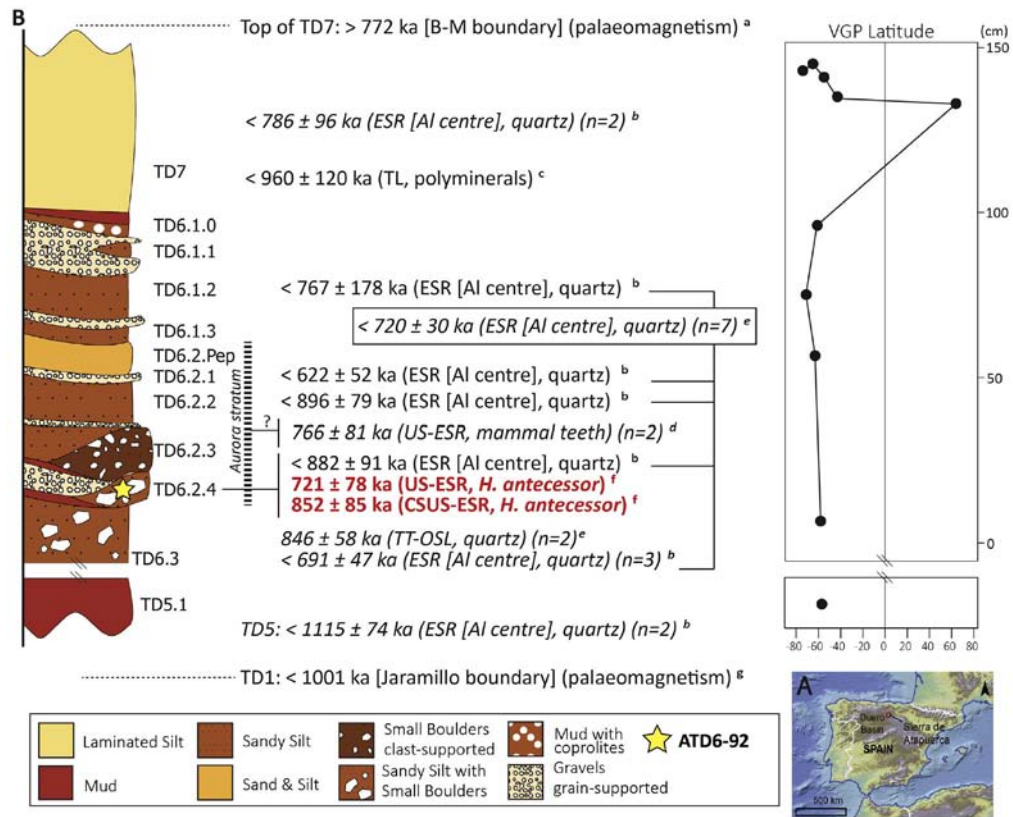 B
Top of TD7: > 772 ka [B-M boundary] (palaeomagnetism) a
< 786 ± 96 ka (ESR [Al centre], quartz) (n=2) b
TD7
< 960 ± 120 ka (TL, polyminerals) c
TD6.1.0
TD6.1.1
TD6.1.2
< 767 ± 178 ka (ESR [Al centre], quartz) b
< 720 ± 30 ka (ESR [Al centre], quartz) (n=7) e
TD6.1.3
TD6.2.Pep
TD6.2.1
< 622 ± 52 ka (ESR [Al centre], quartz) b
TD6.2.2
< 896 ± 79 ka (ESR [Al centre], quartz) b
Aurora stratum
?
766 ± 81 ka (US-ESR, mammal teeth) (n=2) d
TD6.2.3
< 882 ± 91 ka (ESR [Al centre], quartz) b
TD6.2.4
721 ± 78 ka (US-ESR, H. antecessor) f
852 ± 85 ka (CSUS-ESR, H. antecessor) f
846 ± 58 ka (TT-OSL, quartz) (n=2) e
TD6.3
< 691 ± 47 ka (ESR [Al centre], quartz) (n=3) b
TD5.1
TD5: < 1115 ± 74 ka (ESR [Al centre], quartz) (n=2) b
TD1: < 1001 ka [Jaramillo boundary] (palaeomagnetism) g
VGP Latitude
(cm)
150
100
50
0
-80 -60 -40 -20 0 20 40 60 80
Laminated Silt
Sandy Silt
Small Boulders
clast-supported
Mud with
coprolites
ATD6-92
Mud
Sand & Silt
Sandy Silt with
Small Boulders
Gravels
grain-supported
A
Duero
Basin
Sierra de
Atapuerca
SPAIN
500 km